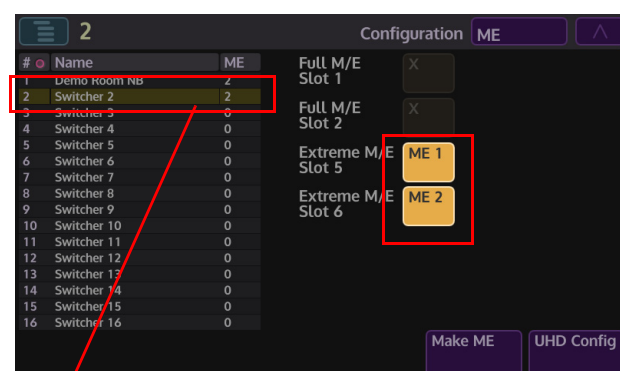 2
Configuration ME
# Name ME
1 Demo Room NB 2
2 Switcher 2 2
3 Switcher 3 0
4 Switcher 4 0
5 Switcher 5 0
6 Switcher 6 0
7 Switcher 7 0
8 Switcher 8 0
9 Switcher 9 0
10 Switcher 10 0
11 Switcher 11 0
12 Switcher 12 0
13 Switcher 13 0
14 Switcher 14 0
15 Switcher 15 0
16 Switcher 16 0
Full M/E
Slot 1
X
Full M/E
Slot 2
X
Extreme M/E
Slot 5
ME 1
Extreme M/E
Slot 6
ME 2
Make ME
UHD Config